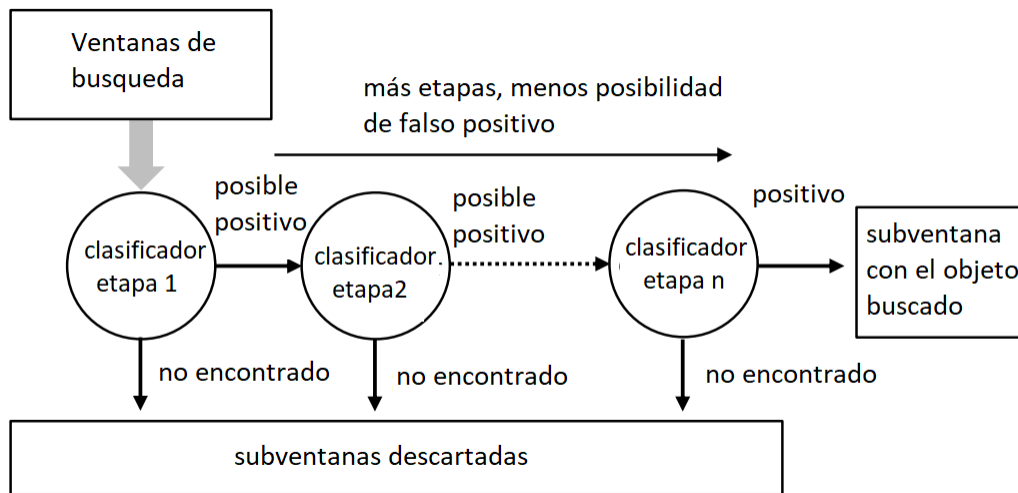 Ventanas de
busqueda
más etapas, menos posibilidad
de falso positivo
posible
positivo
posible
positivo
positivo
clasificador
etapa 1
clasificador
etapa2
clasificador
etapa n
subventana
con el objeto
buscado
no encontrado
no encontrado
no encontrado
subventanas descartadas